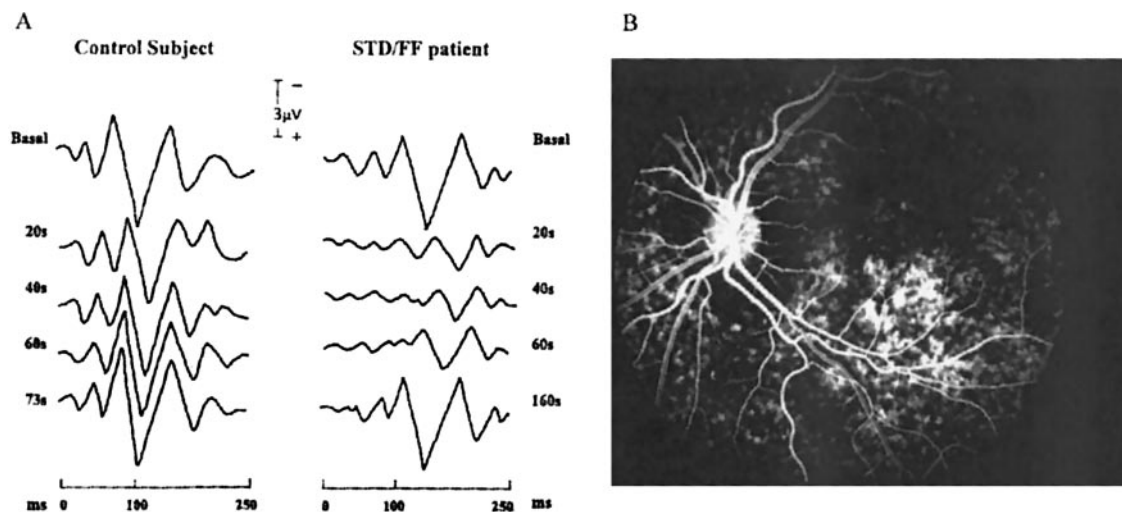 A
B
Control Subject
STD/FF patient
−
3µV
+
Basal
Basal
20s
20s
40s
40s
60s
60s
73s
160s
ms 0 100 250
0 100 250 ms